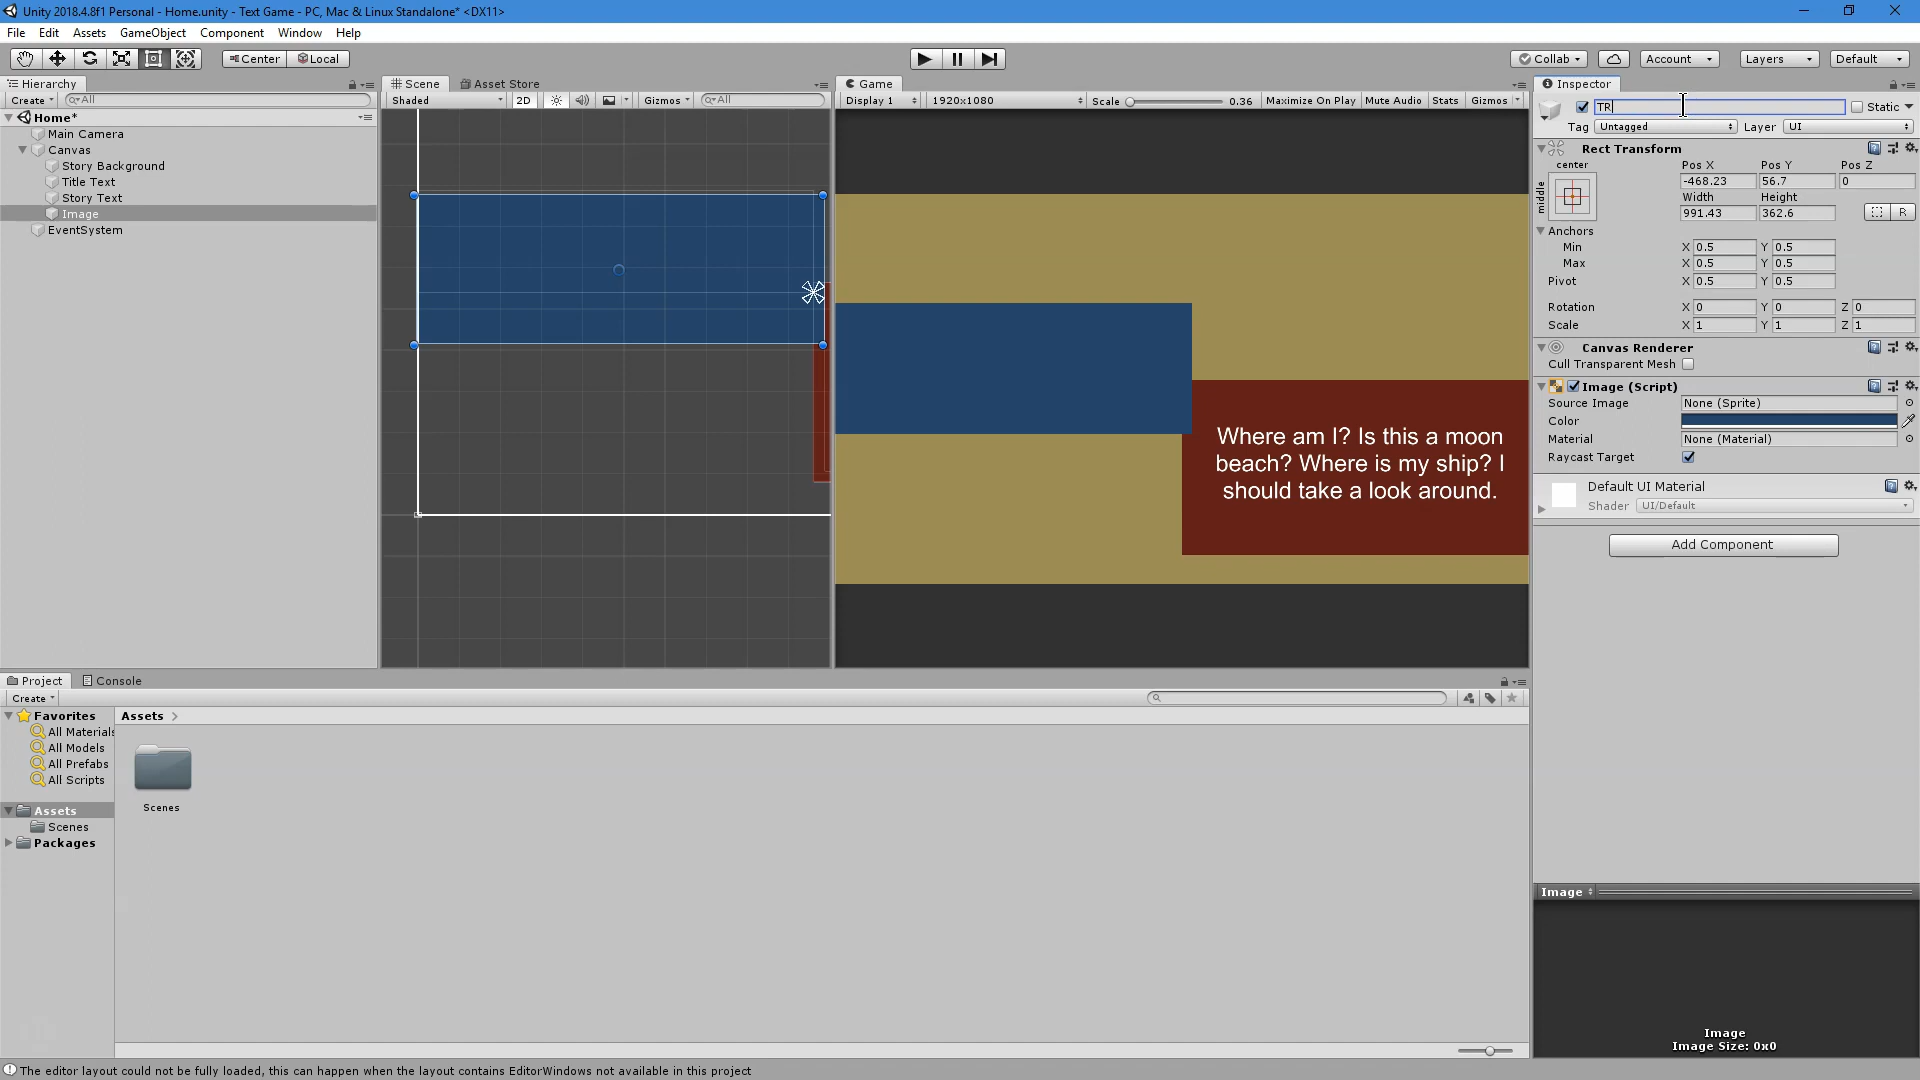 Unity 2018.4.8f1 Personal - Home.unity - Text Game - PC, Mac & Linux Standalone* <DX11>
File Edit Assets GameObject Component Window Help
Center Local Collab Account Layers Default
Hierarchy
Create All
Home*
Main Camera
Canvas
Story Background
Title Text
Story Text
Image
EventSystem
Scene Asset Store
Shaded 2D Gizmos All
Game
Display 1 1920x1080 Scale 0.36 Maximize On Play Mute Audio Stats Gizmos
Where am I? Is this a moon
beach? Where is my ship? I
should take a look around.
Inspector
TR Static
Tag Untagged Layer UI
Rect Transform
center Pos X Pos Y Pos Z
middle -468.23 56.7 0
Width Height
991.43 362.6 R
Anchors
Min X 0.5 Y 0.5
Max X 0.5 Y 0.5
Pivot X 0.5 Y 0.5
Rotation X 0 Y 0 Z 0
Scale X 1 Y 1 Z 1
Canvas Renderer
Cull Transparent Mesh
Image (Script)
Source Image None (Sprite)
Color
Material None (Material)
Raycast Target
Default UI Material
Shader UI/Default
Add Component
Image
Image
Image Size: 0x0
Project Console
Create
Favorites
All Materials
All Models
All Prefabs
All Scripts
Assets
Scenes
Packages
Assets
Scenes
The editor layout could not be fully loaded, this can happen when the layout contains EditorWindows not available in this project